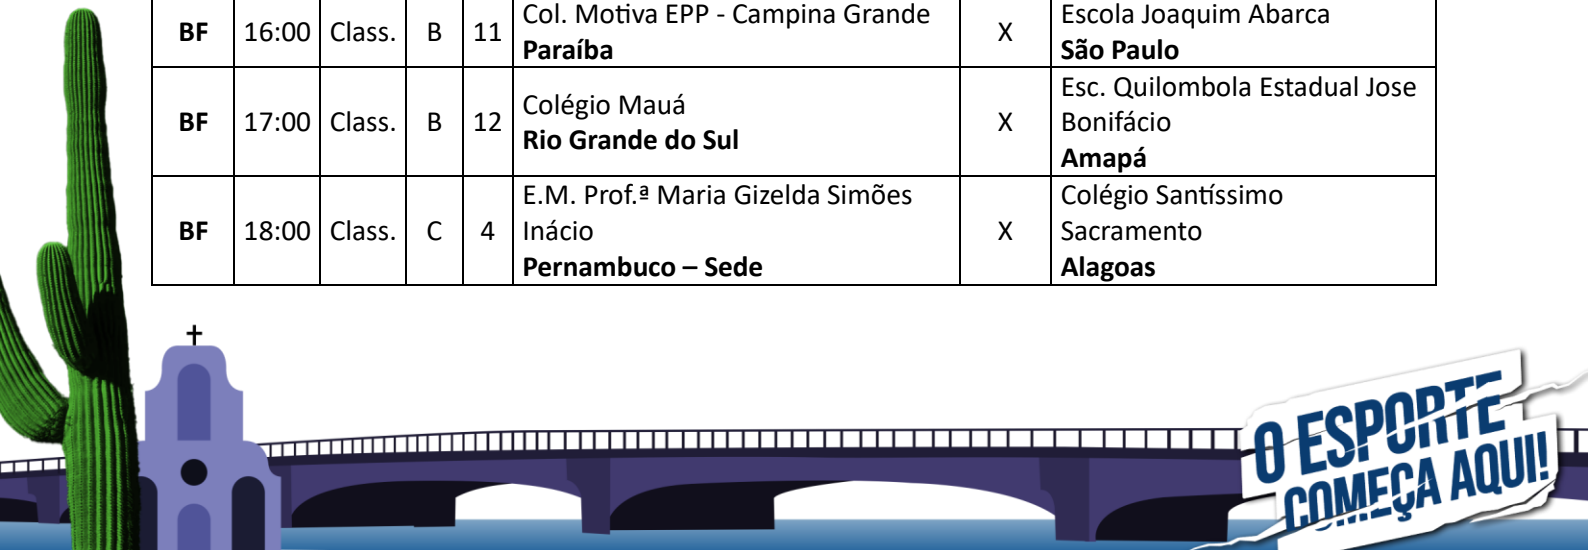 BF 16:00 Class. B 11 Col. Motiva EPP - Campina Grande X Escola Joaquim Abarca
Paraíba São Paulo
Esc. Quilombola Estadual Jose
BF 17:00 Class. B 12 Colégio Mauá X Bonifácio
Rio Grande do Sul Amapá
E.M. Prof.ª Maria Gizelda Simões Colégio Santíssimo
BF 18:00 Class. C 4 Inácio X Sacramento
Pernambuco – Sede Alagoas
O ESPORTE
COMEÇA AQUI!